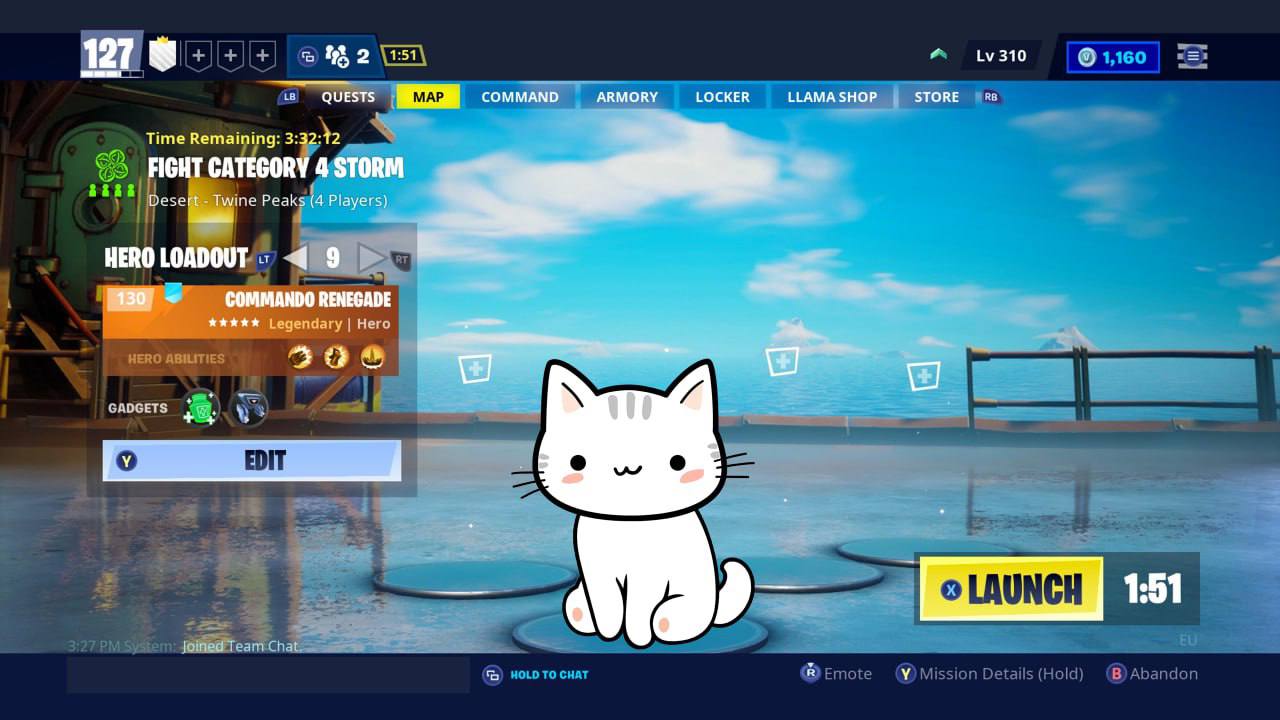 127
2
1:51
Lv 310
1,160
LB QUESTS MAP COMMAND ARMORY LOCKER LLAMA SHOP STORE RB
Time Remaining: 3:32:12
FIGHT CATEGORY 4 STORM
Desert - Twine Peaks (4 Players)
HERO LOADOUT LT 9 RT
130 COMMANDO RENEGADE
Legendary | Hero
HERO ABILITIES
GADGETS
Y EDIT
X LAUNCH 1:51
3:27 PM System: Joined Team Chat.
EU
HOLD TO CHAT
R Emote Y Mission Details (Hold) B Abandon